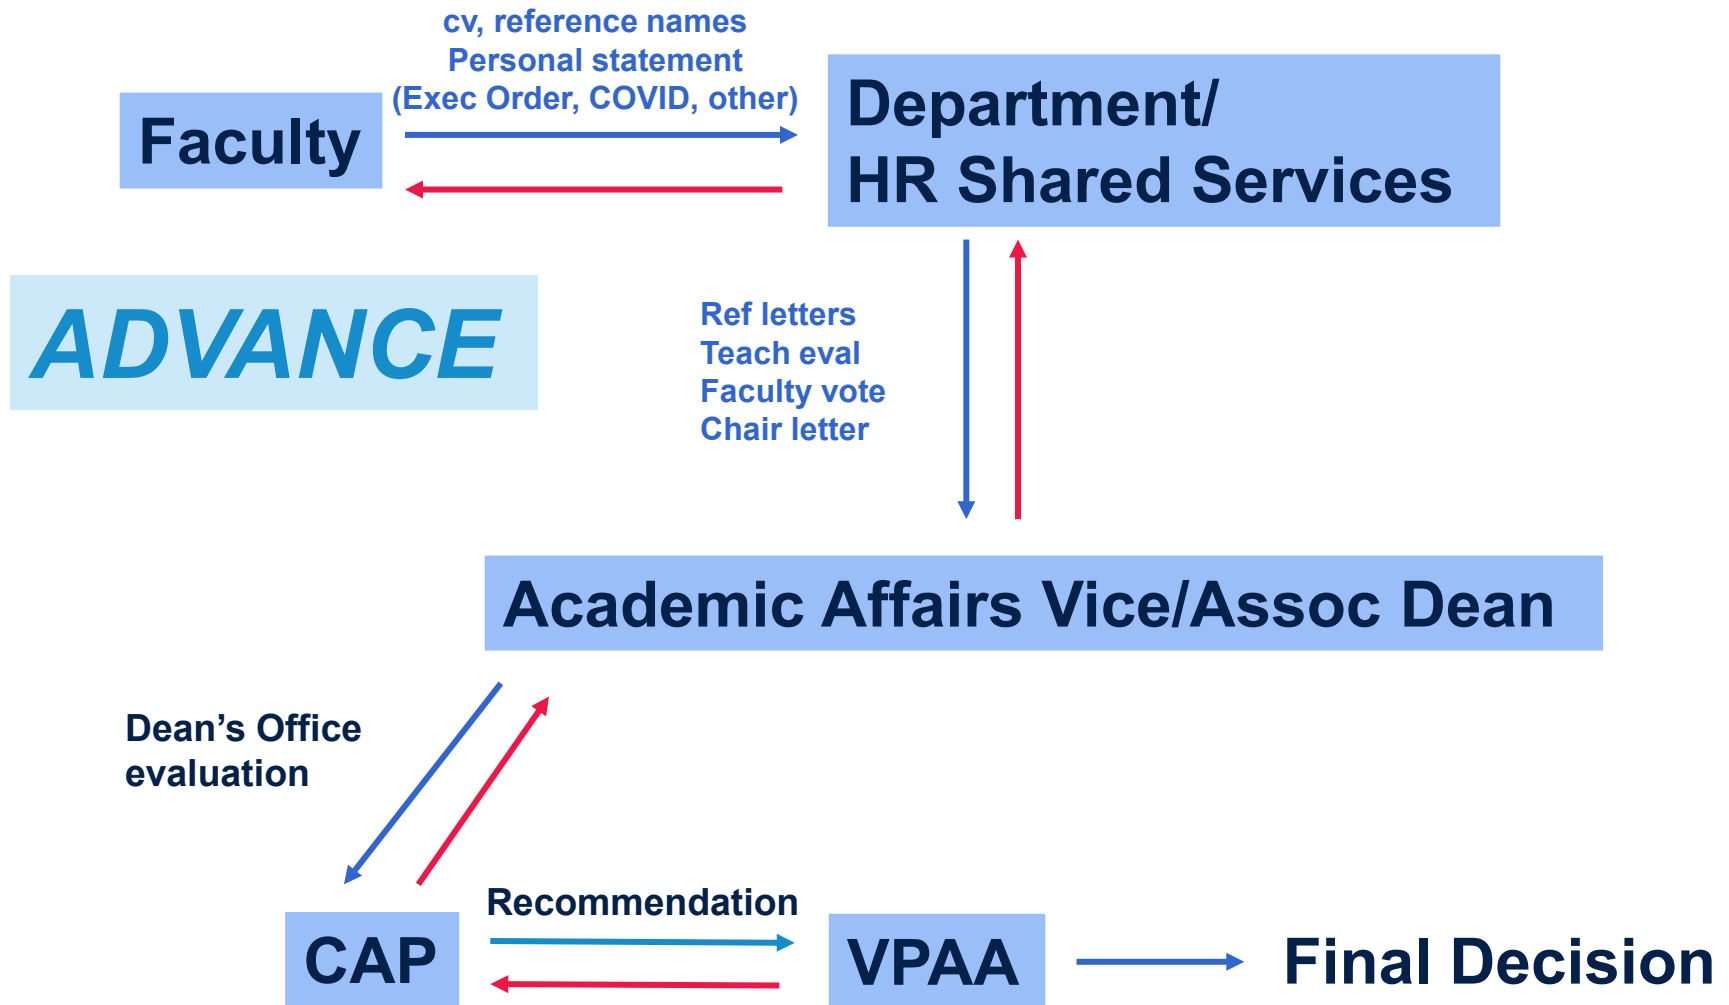 cv, reference names
Personal statement
(Exec Order, COVID, other)
Faculty
Department/
HR Shared Services
ADVANCE
Ref letters
Teach eval
Faculty vote
Chair letter
Academic Affairs Vice/Assoc Dean
Dean’s Office
evaluation
Recommendation
CAP
VPAA
Final Decision